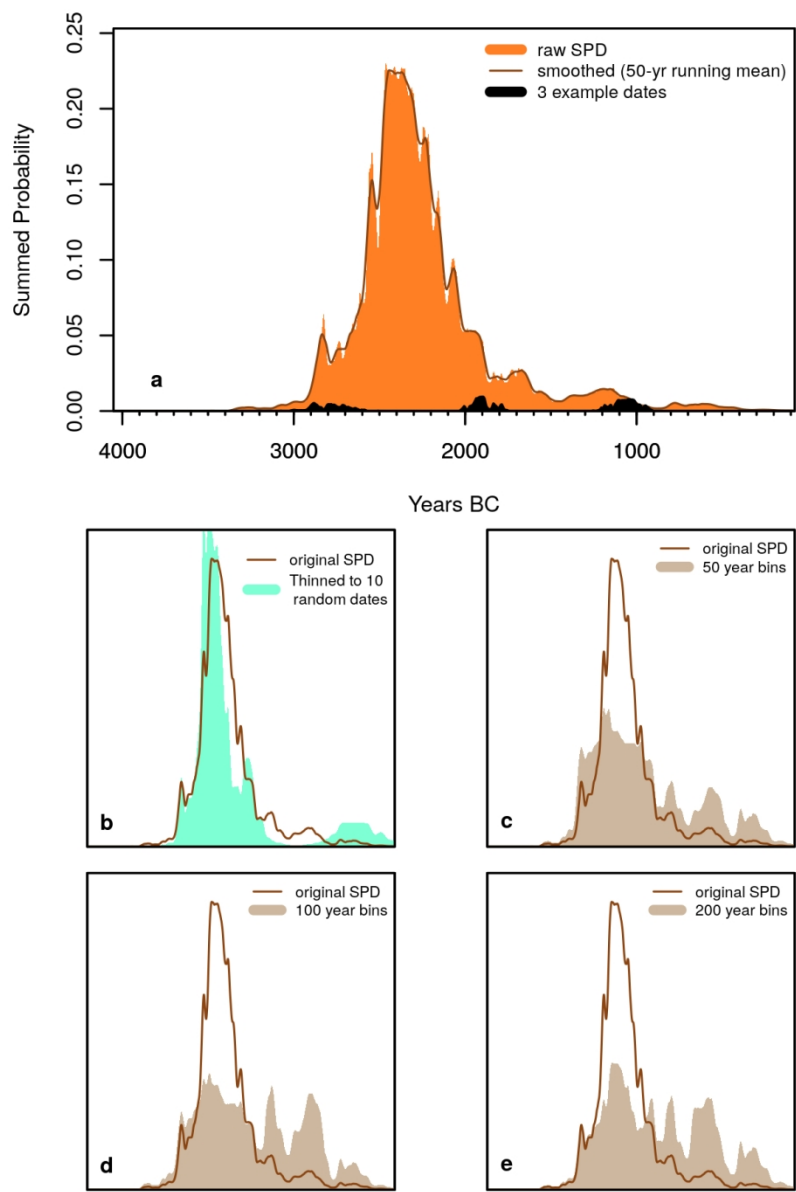 raw SPD
smoothed (50-yr running mean)
3 example dates
Summed Probability
0.25
0.20
0.15
0.10
0.05
0.00
a
4000
3000
2000
1000
Years BC
original SPD
Thinned to 10
random dates
b
original SPD
50 year bins
c
original SPD
100 year bins
d
original SPD
200 year bins
e